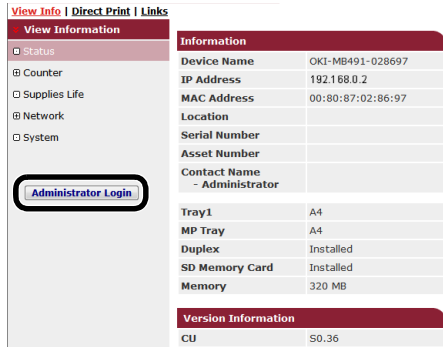 View Info | Direct Print | Links
View Information
Status
Counter
Supplies Life
Network
System
Administrator Login
Information
Device Name OKI-MB491-028697
IP Address 192.168.0.2
MAC Address 00:80:87:02:86:97
Location
Serial Number
Asset Number
Contact Name
- Administrator
Tray1 A4
MP Tray A4
Duplex Installed
SD Memory Card Installed
Memory 320 MB
Version Information
CU S0.36